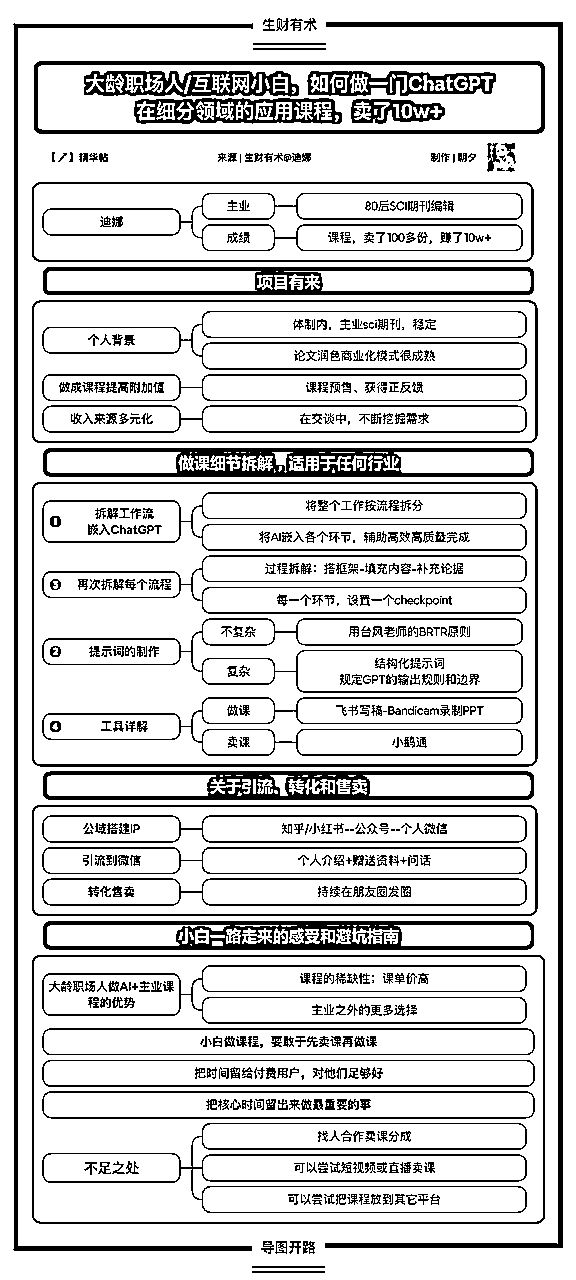 生财有术
大龄职场人/互联网小白，如何做一门ChatGPT
在细分领域的应用课程，卖了10w+
精华帖
来源 | 生财有术@迪娜
制作 | 朝夕
迪娜
主业
80后SCI期刊编辑
成绩
课程，卖了100多份，赚了10w+
项目有来
个人背景
体制内，主业sci期刊，稳定
论文润色商业化模式很成熟
做成课程提高附加值
课程预售、获得正反馈
收入来源多元化
在交谈中，不断挖掘需求
做课细节拆解，适用于任何行业
1
拆解工作流
嵌入ChatGPT
将整个工作按流程拆分
将AI嵌入各个环节，辅助高效高质量完成
3
再次拆解每个流程
过程拆解：搭框架-填充内容-补充论据
每一个环节，设置一个checkpoint
2
提示词的制作
不复杂
用台风老师的BRTR原则
复杂
结构化提示词
规定GPT的输出规则和边界
4
工具详解
做课
飞书写稿-Bandicam录制PPT
卖课
小鹅通
关于引流、转化和售卖
公域搭建IP
知乎/小红书--公众号--个人微信
引流到微信
个人介绍+赠送资料+问话
转化售卖
持续在朋友圈发圈
小白一路走来的感受和避坑指南
大龄职场人做AI+主业课
程的优势
课程的稀缺性：课单价高
主业之外的更多选择
小白做课程，要敢于先卖课再做课
把时间留给付费用户，对他们足够好
把核心时间留出来做最重要的事
不足之处
找人合作卖课分成
可以尝试短视频或直播卖课
可以尝试把课程放到其它平台
导图开路